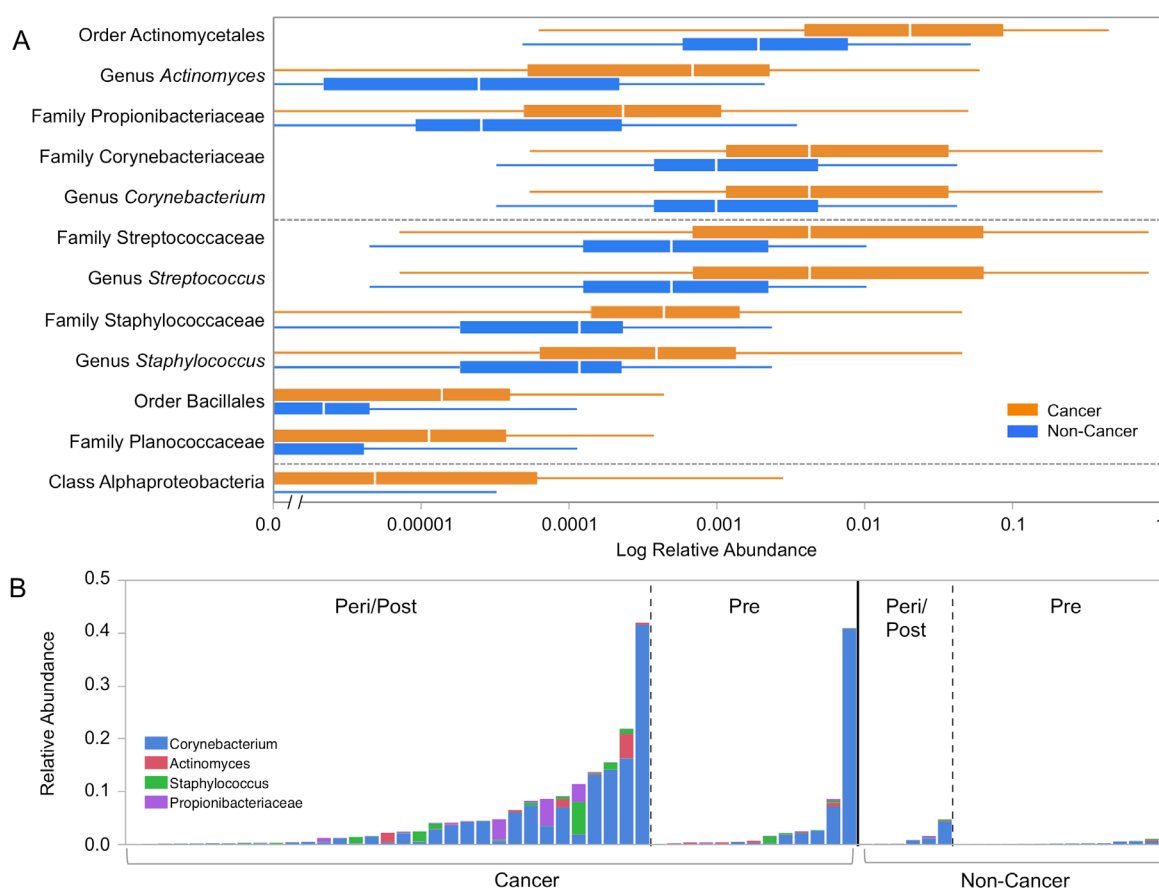 A
Order Actinomycetales
Genus Actinomyces
Family Propionibacteriaceae
Family Corynebacteriaceae
Genus Corynebacterium
Family Streptococcaceae
Genus Streptococcus
Family Staphylococcaceae
Genus Staphylococcus
Order Bacillales
Family Planococcaceae
Class Alphaproteobacteria
Cancer
Non-Cancer
0.0 0.00001 0.0001 0.001 0.01 0.1 1
Log Relative Abundance
B
Relative Abundance
0.5
0.4
0.3
0.2
0.1
0.0
Peri/Post
Pre
Peri/
Post
Pre
Corynebacterium
Actinomyces
Staphylococcus
Propionibacteriaceae
Cancer
Non-Cancer